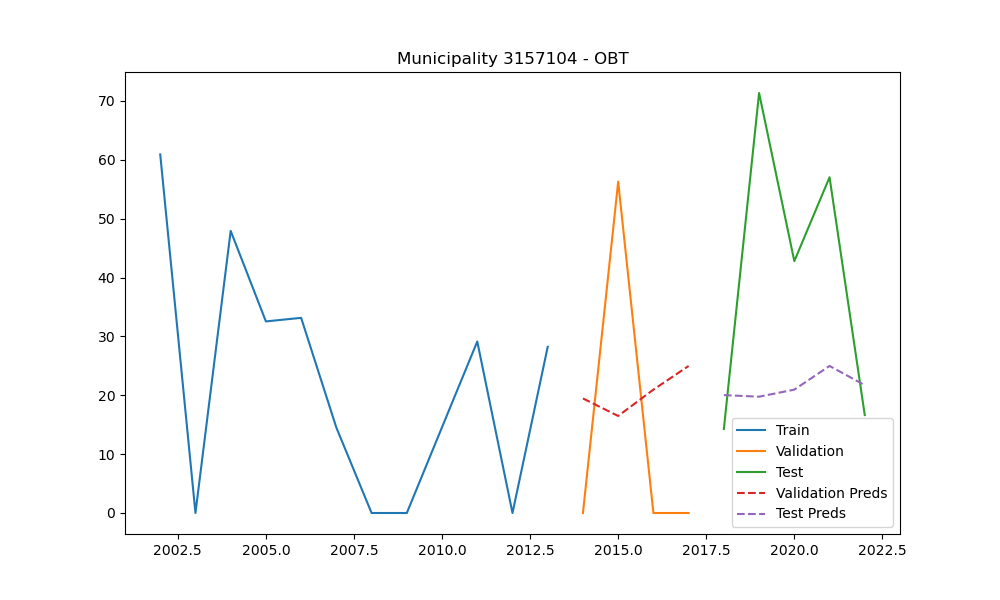 Municipality 3157104 - OBT
70
60
50
40
30
20
10
0
2002.5 2005.0 2007.5 2010.0 2012.5 2015.0 2017.5 2020.0 2022.5
Train
Validation
Test
Validation Preds
Test Preds